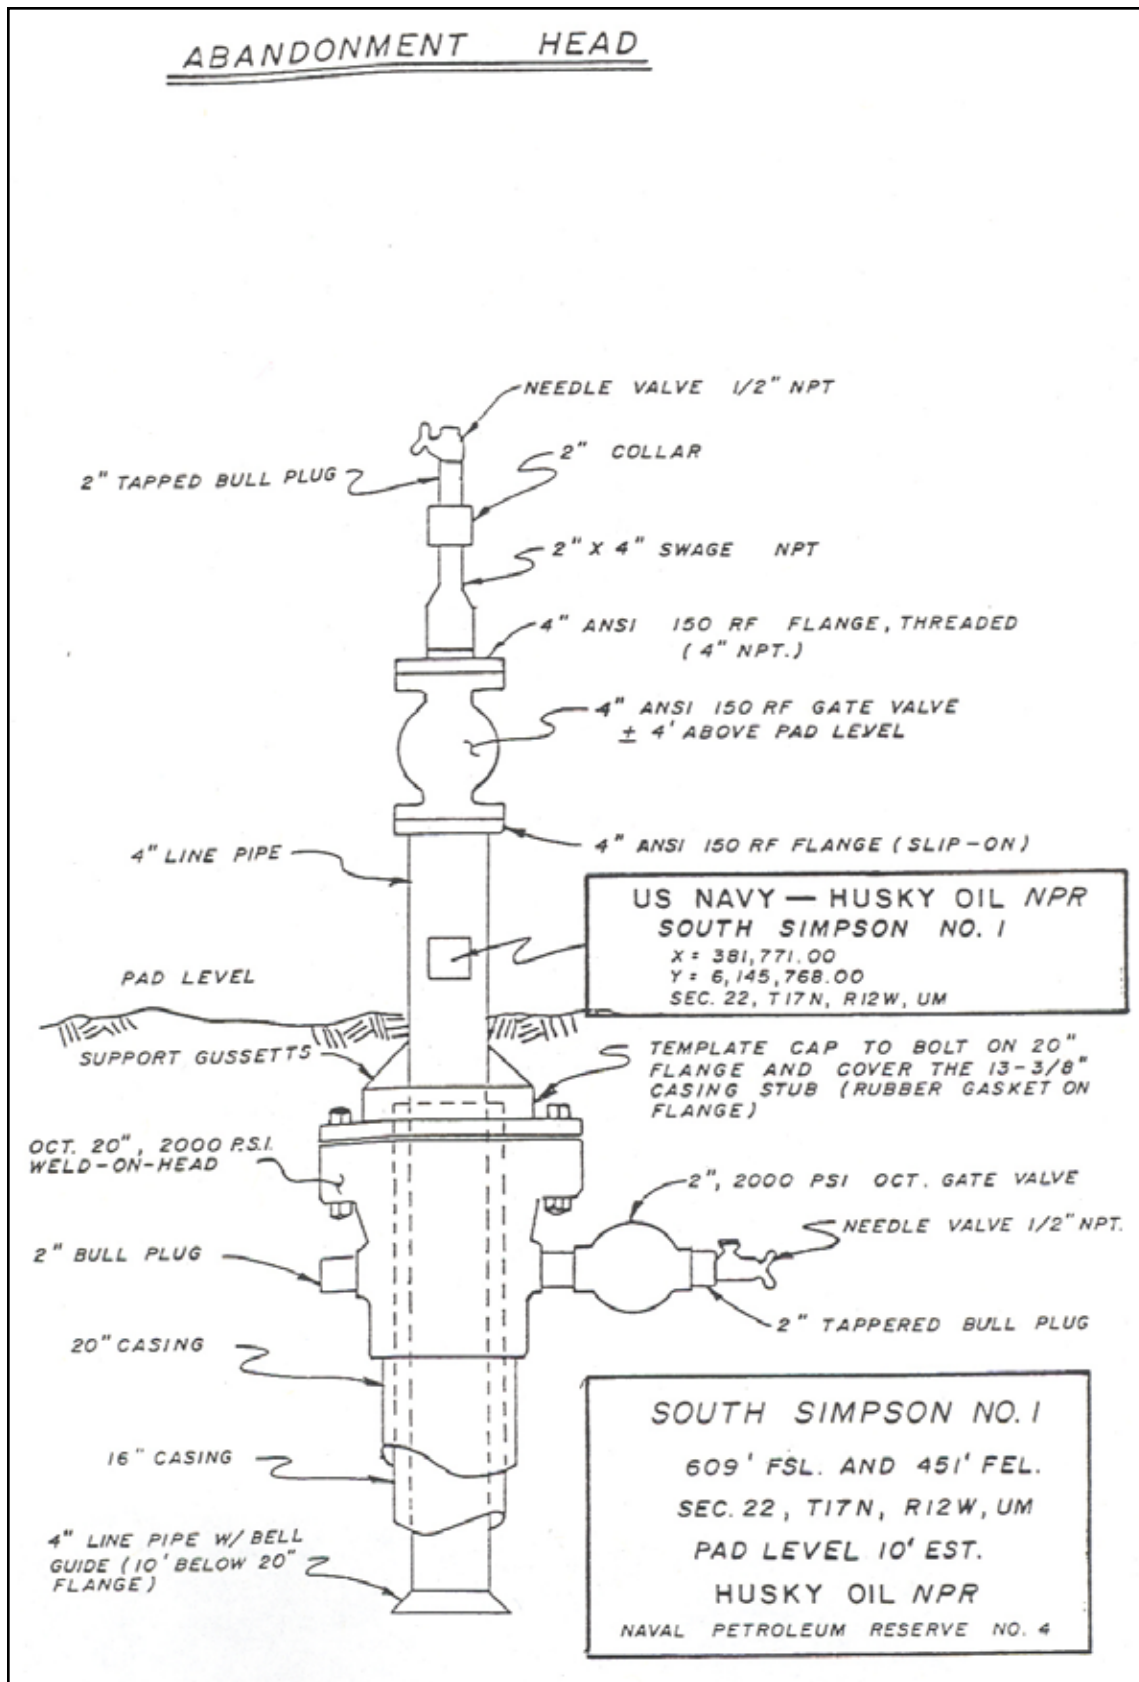 ABANDONMENT HEAD
NEEDLE VALVE 1/2" NPT
2" COLLAR
2" TAPPED BULL PLUG
2" X 4" SWAGE NPT
4" ANSI 150 RF FLANGE, THREADED
( 4" NPT.)
4" ANSI 150 RF GATE VALVE
± 4' ABOVE PAD LEVEL
4" ANSI 150 RF FLANGE (SLIP-ON)
4" LINE PIPE
US NAVY — HUSKY OIL NPR
SOUTH SIMPSON NO. 1
X = 381,771.00
Y = 6,145,768.00
SEC. 22, T17N, R12W, UM
PAD LEVEL
SUPPORT GUSSETTS
TEMPLATE CAP TO BOLT ON 20"
FLANGE AND COVER THE 13-3/8"
CASING STUB (RUBBER GASKET ON
FLANGE)
OCT. 20", 2000 P.S.I.
WELD-ON-HEAD
2", 2000 PSI OCT. GATE VALVE
NEEDLE VALVE 1/2" NPT.
2" BULL PLUG
2" TAPPERED BULL PLUG
20" CASING
16" CASING
4" LINE PIPE W/ BELL
GUIDE (10' BELOW 20"
FLANGE)
SOUTH SIMPSON NO. 1
609' FSL. AND 451' FEL.
SEC. 22, T17N, R12W, UM
PAD LEVEL 10' EST.
HUSKY OIL NPR
NAVAL PETROLEUM RESERVE NO. 4